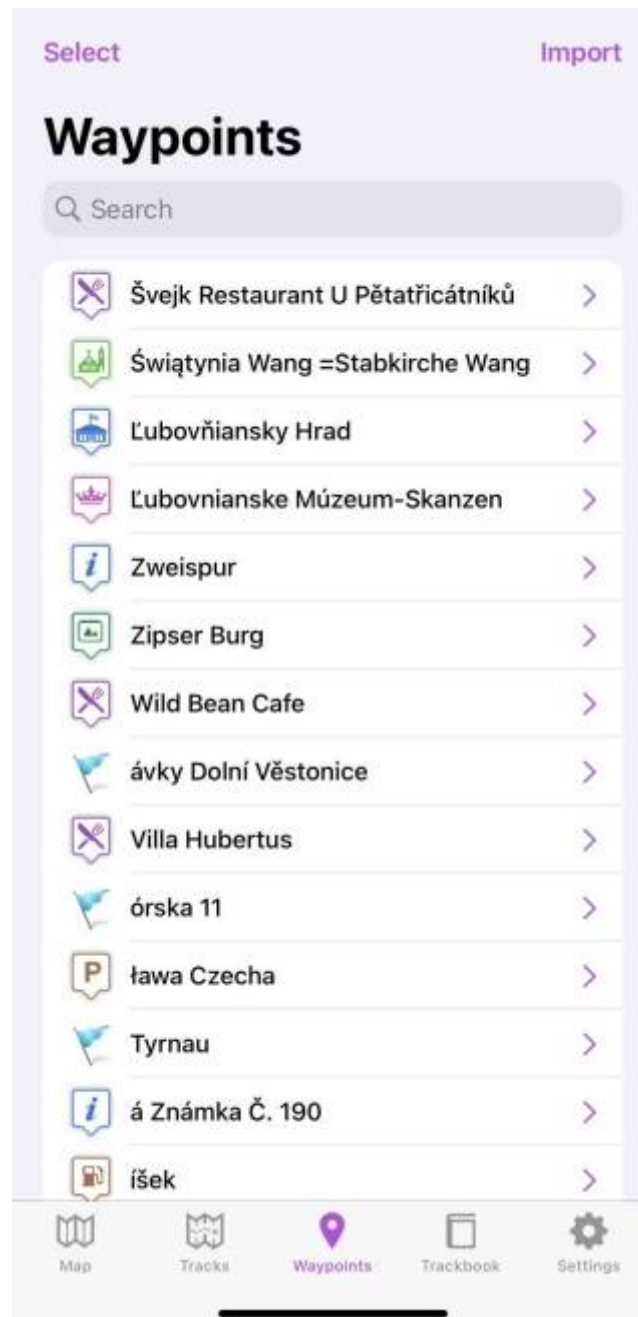 Select
Import
Waypoints
Search
Švejk Restaurant U Pětatřicátníků
Świątynia Wang =Stabkirche Wang
Ľubovňiansky Hrad
Ľubovnianske Múzeum-Skanzen
Zweispur
Zipser Burg
Wild Bean Cafe
ávky Dolní Věstonice
Villa Hubertus
órska 11
P
ława Czecha
Tyrnau
á Známka Č. 190
íšek
Map
Tracks
Waypoints
Trackbook
Settings